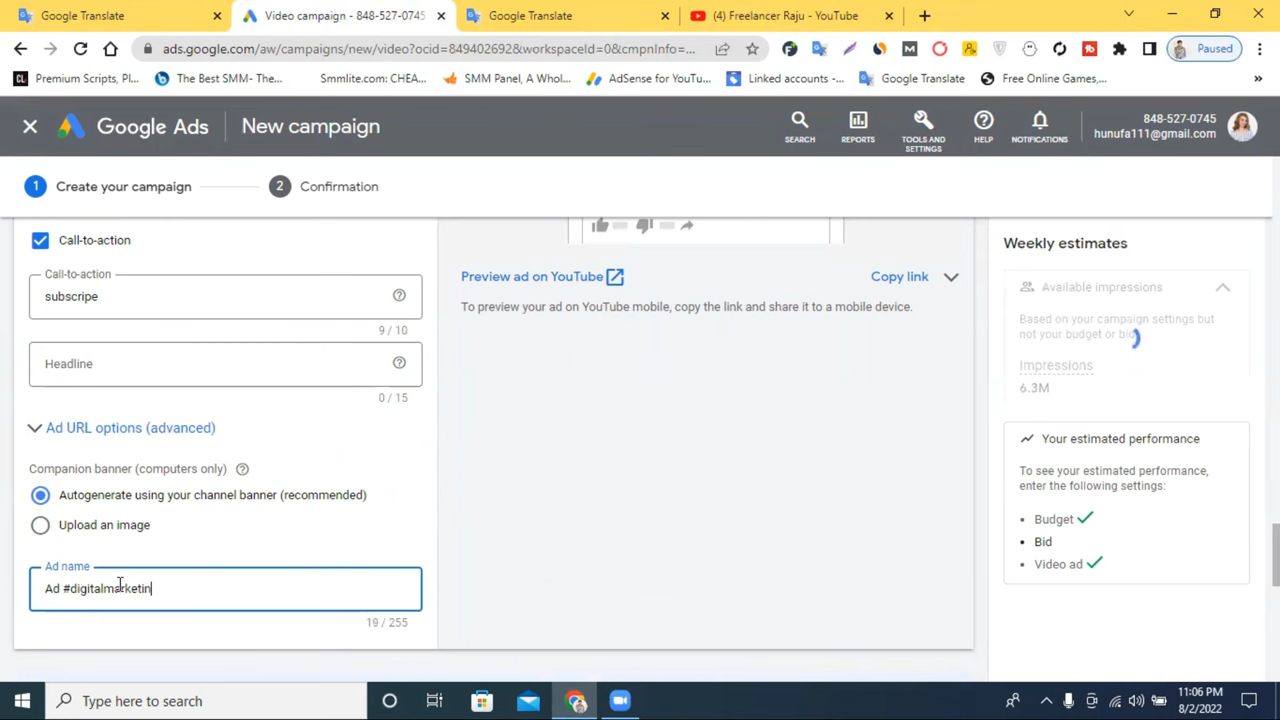 Google Translate
Video campaign - 848-527-0745
Google Translate
(4) Freelancer Raju - YouTube
ads.google.com/aw/campaigns/new/video?ocid=849402692&workspaceId=0&cmpnInfo=...
Paused
Premium Scripts, Pl...
The Best SMM- The...
Smmlite.com: CHEA...
SMM Panel, A Whol...
AdSense for YouTu...
Linked accounts -...
Google Translate
Free Online Games,...
Google Ads
New campaign
SEARCH
REPORTS
TOOLS AND
SETTINGS
HELP
NOTIFICATIONS
848-527-0745
hunufa111@gmail.com
1
Create your campaign
2
Confirmation
Call-to-action
Call-to-action
subscripe
9 / 10
Headline
0 / 15
Ad URL options (advanced)
Companion banner (computers only)
Autogenerate using your channel banner (recommended)
Upload an image
Ad name
Ad #digitalmarketin
19 / 255
Preview ad on YouTube
Copy link
To preview your ad on YouTube mobile, copy the link and share it to a mobile device.
Weekly estimates
Available impressions
Based on your campaign settings but
not your budget or bid
Impressions
6.3M
Your estimated performance
To see your estimated performance,
enter the following settings:
• Budget
• Bid
• Video ad
Type here to search
11:06 PM
8/2/2022